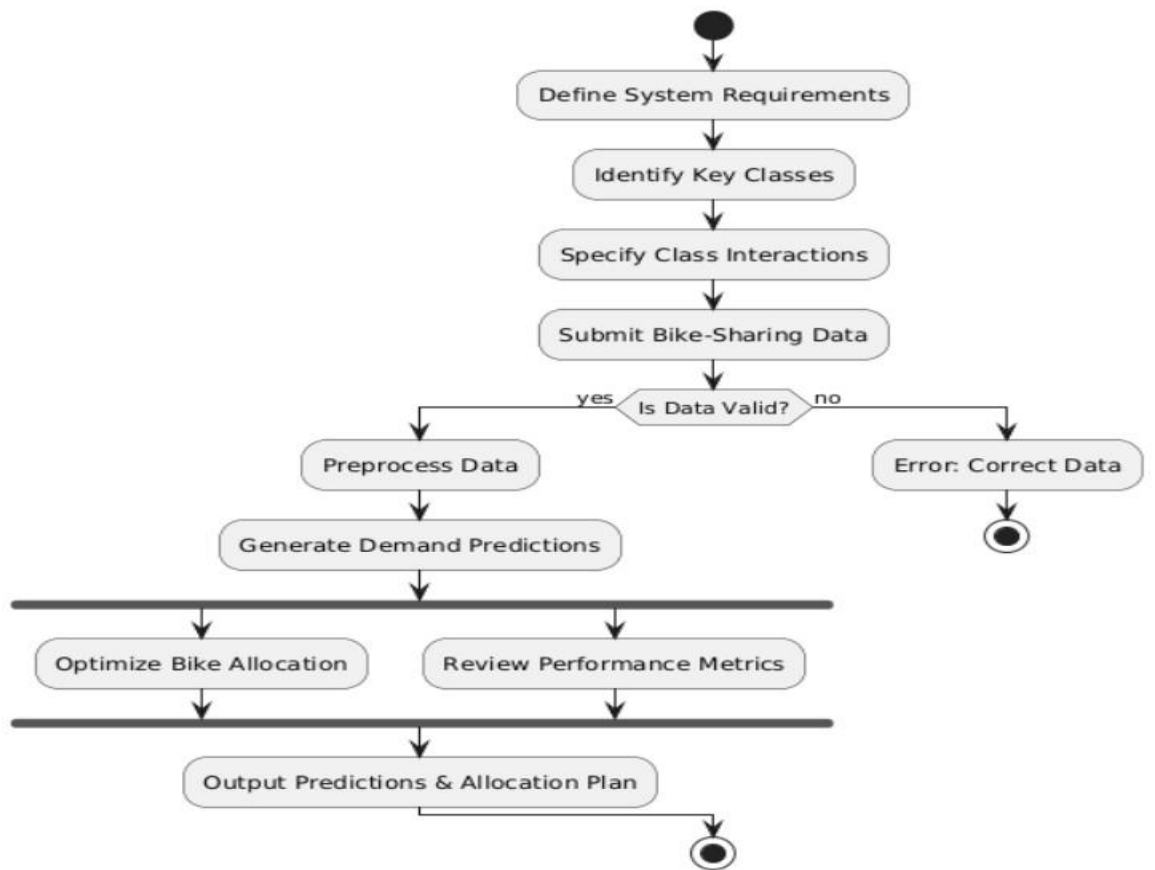 Define System Requirements
Identify Key Classes
Specify Class Interactions
Submit Bike-Sharing Data
yes
Is Data Valid?
no
Preprocess Data
Error: Correct Data
Generate Demand Predictions
Optimize Bike Allocation
Review Performance Metrics
Output Predictions & Allocation Plan